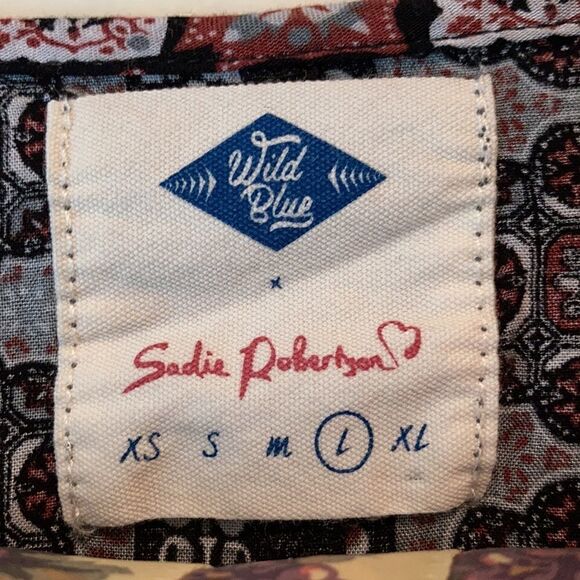 Wild
Blue
x
Sadie Robertson
XS S M L XL